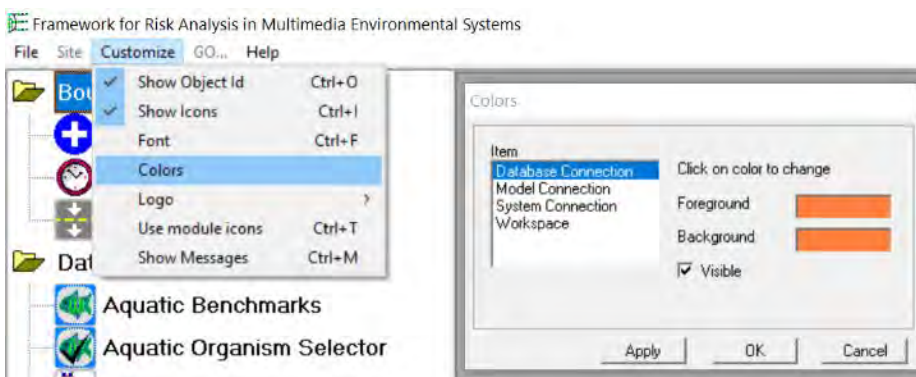 Framework for Risk Analysis in Multimedia Environmental Systems
File Site Customize GO... Help
Show Object Id Ctrl+O
Show Icons Ctrl+I
Font Ctrl+F
Colors
Logo
Use module icons Ctrl+T
Show Messages Ctrl+M
Bou
Dat
Aquatic Benchmarks
Aquatic Organism Selector
Colors
Item
Database Connection
Model Connection
System Connection
Workspace
Click on color to change
Foreground
Background
Visible
Apply OK Cancel